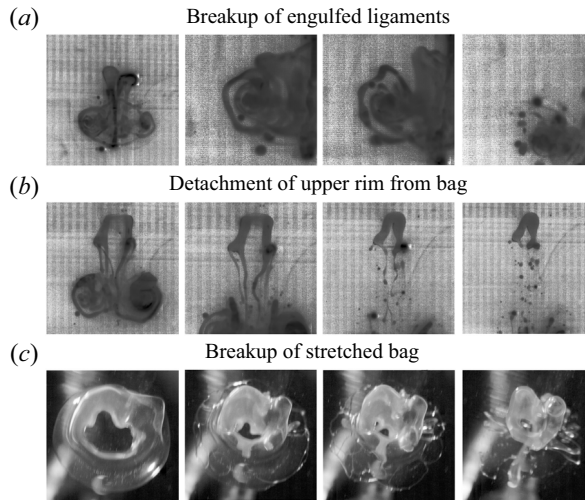 (a) Breakup of engulfed ligaments
(b) Detachment of upper rim from bag
(c) Breakup of stretched bag